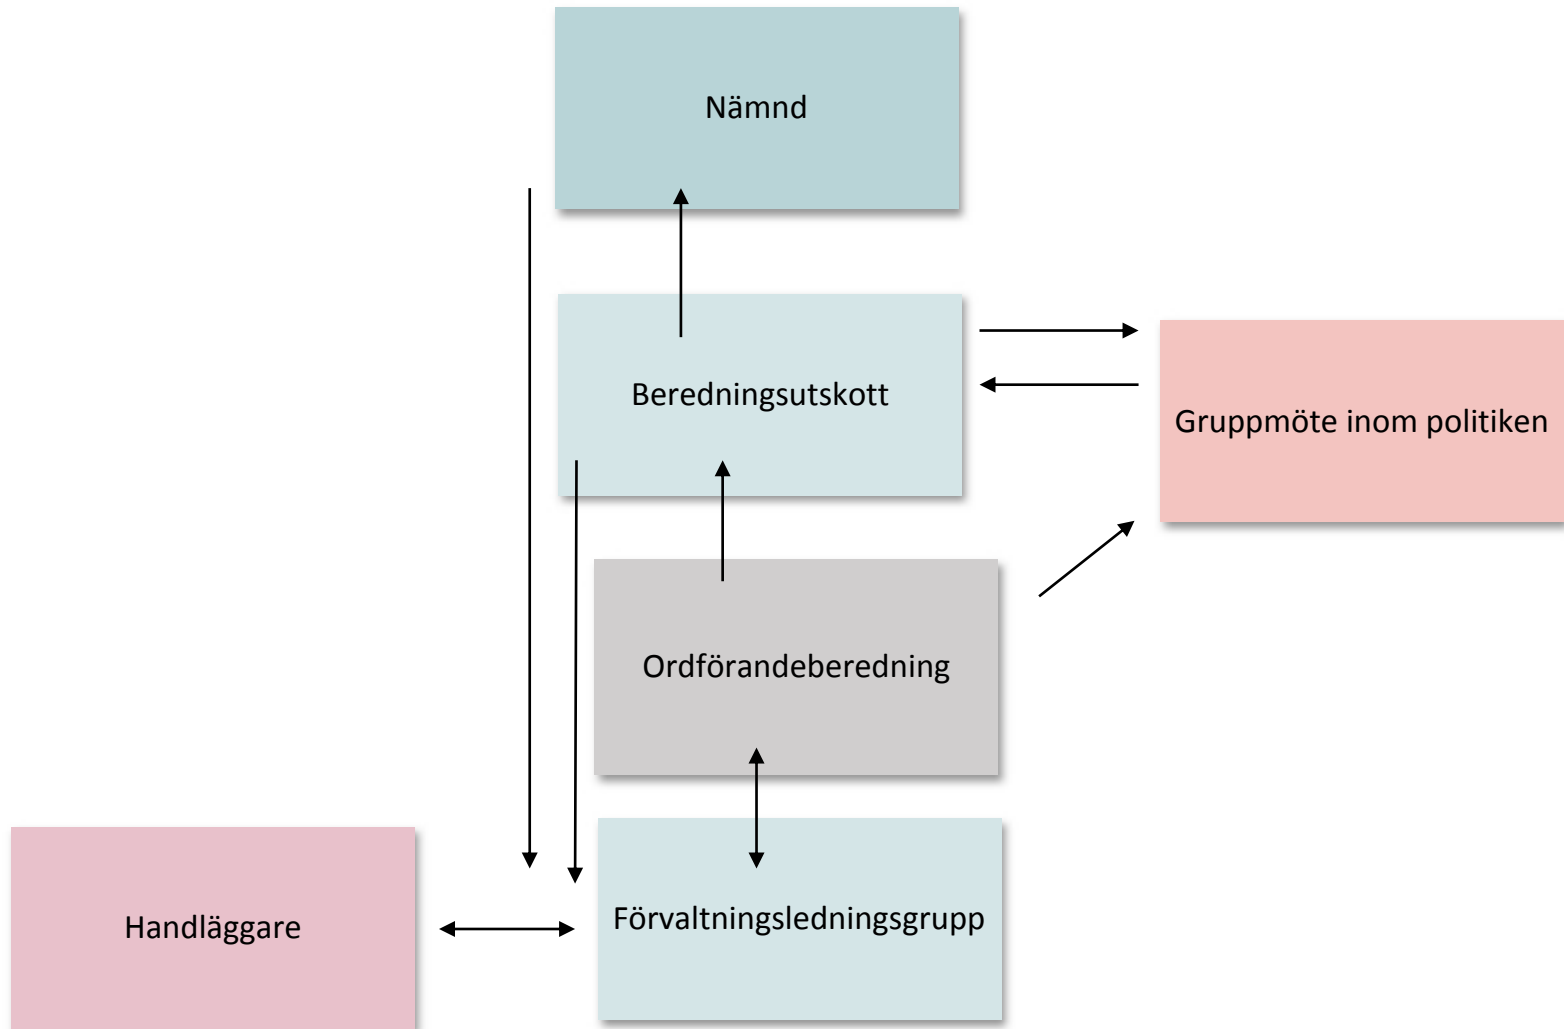 Nämnd
Beredningsutskott
Gruppmöte inom politiken
Ordförandeberedning
Handläggare
Förvaltningsledningsgrupp